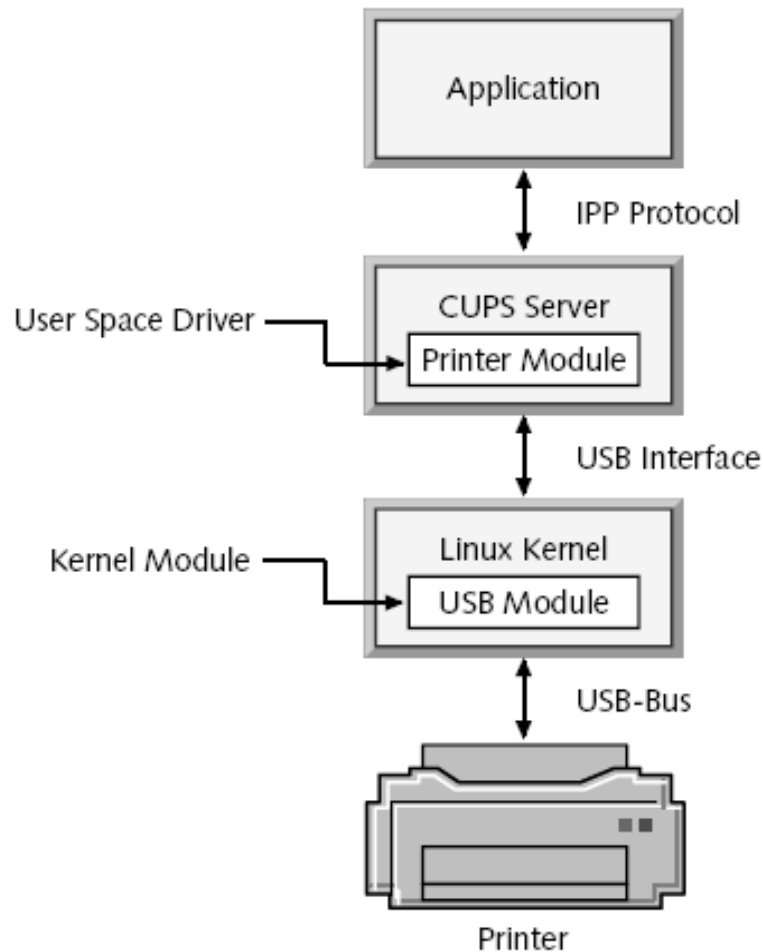 Application
IPP Protocol
CUPS Server
User Space Driver
Printer Module
USB Interface
Linux Kernel
Kernel Module
USB Module
USB-Bus
Printer